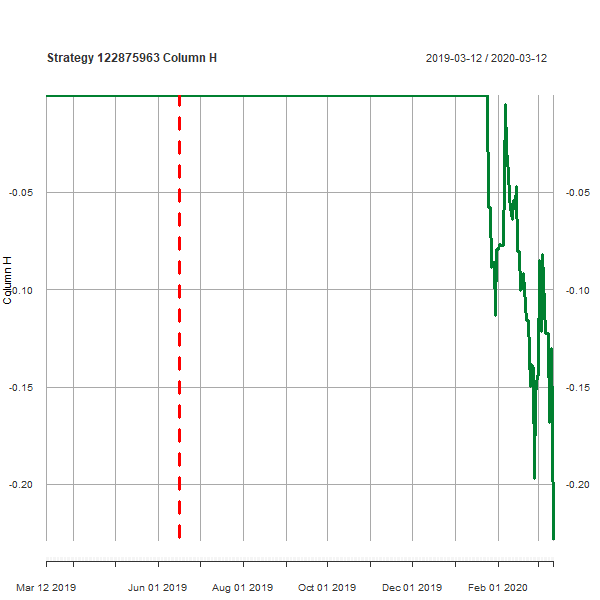 Strategy 122875963 Column H
2019-03-12 / 2020-03-12
-0.05
-0.05
Column H
-0.10
-0.10
-0.15
-0.15
-0.20
-0.20
Mar 12 2019
Jun 01 2019
Aug 01 2019
Oct 01 2019
Dec 01 2019
Feb 01 2020